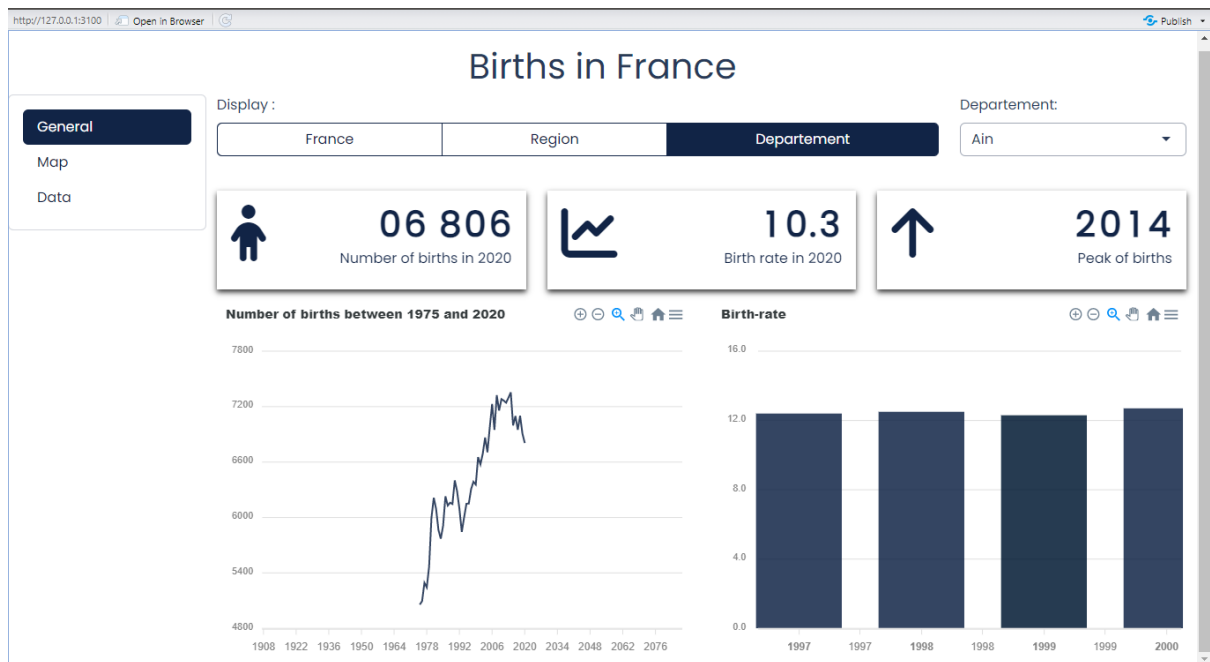 http://127.0.0.1:3100 Open in Browser Publish
Births in France
General
Map
Data
Display :
France Region Departement
Departement:
Ain
06 806
Number of births in 2020
10.3
Birth rate in 2020
2014
Peak of births
Number of births between 1975 and 2020
7800
7200
6600
6000
5400
4800
1908 1922 1936 1950 1964 1978 1992 2006 2020 2034 2048 2062 2076
Birth-rate
16.0
12.0
8.0
4.0
0.0
1997 1997 1998 1998 1999 1999 2000